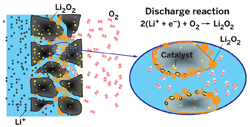 Li₂O₂
O₂
Li⁺
Discharge reaction
2(Li⁺ + e⁻) + O₂→ Li₂O₂
Li₂O₂
Catalyst